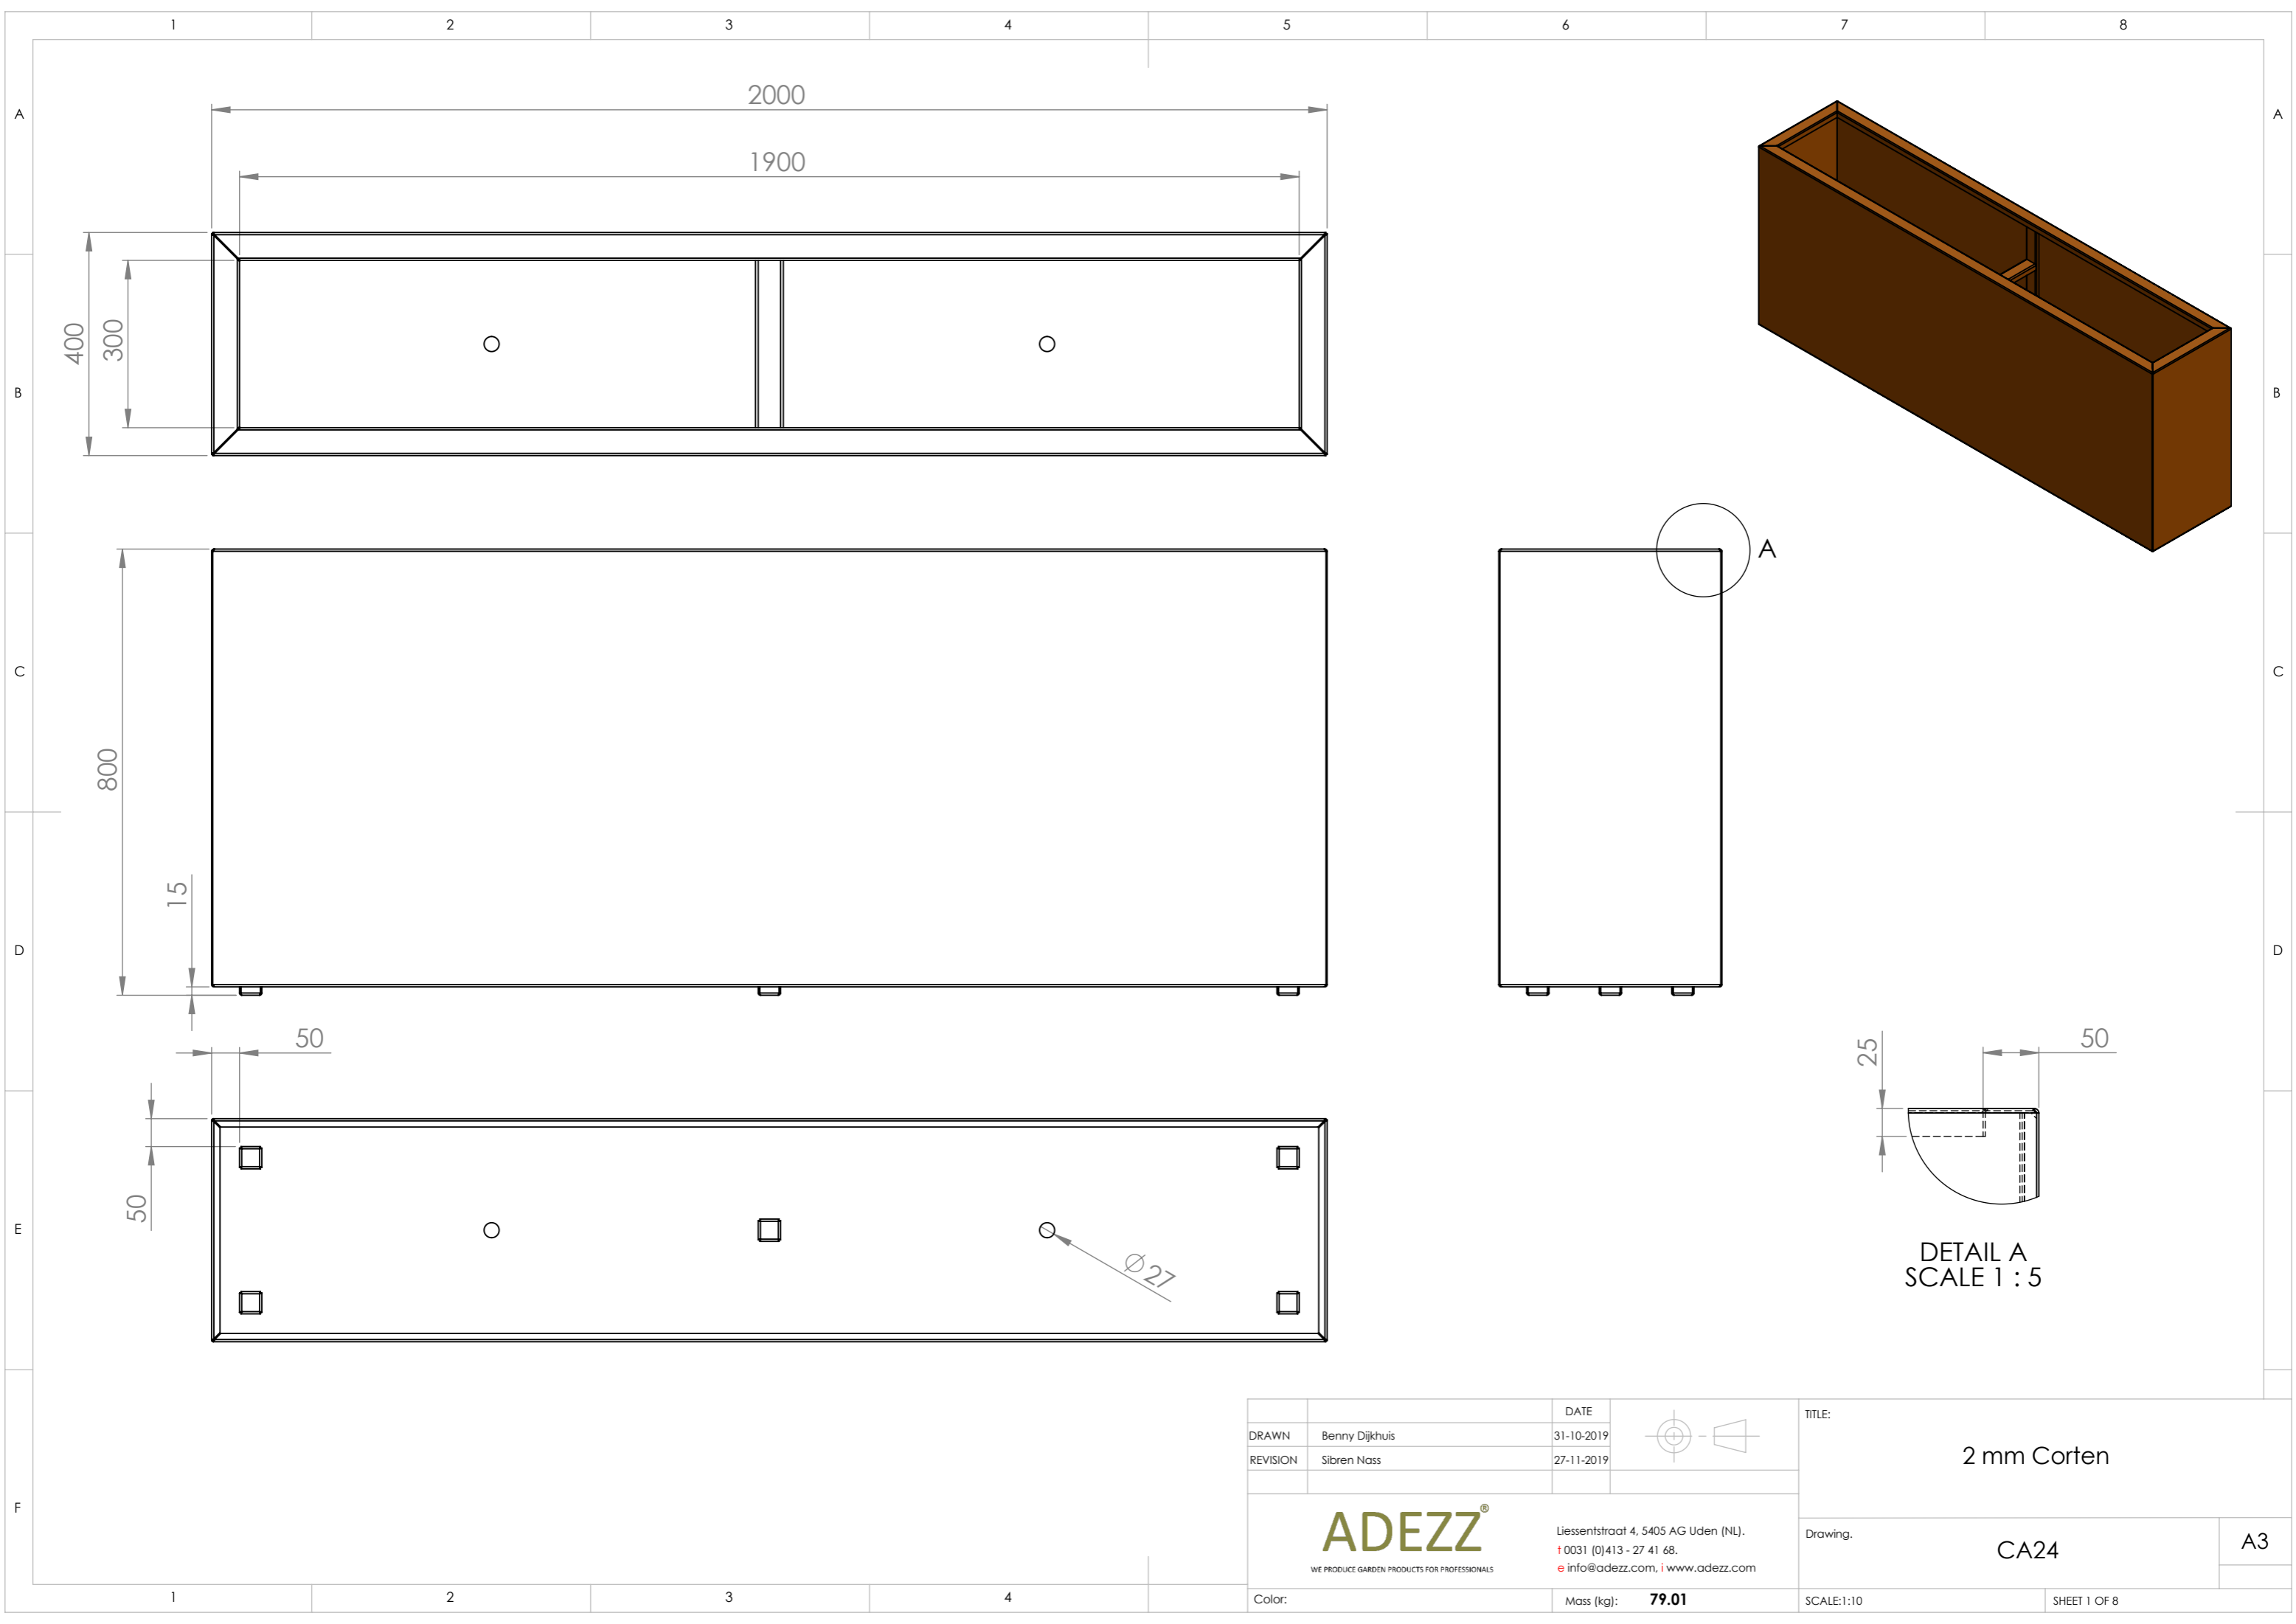 1 2 3 4 5 6 7 8
A A
2000
1900
B B
400
300
A
C C
800
15
D D
50
25
50
50
E E
Ø 27
DETAIL A
SCALE 1 : 5
F
DATE
DRAWN Benny Dijkhuis 31-10-2019
REVISION Sibren Nass 27-11-2019
TITLE:
2 mm Corten
ADEZZ®
WE PRODUCE GARDEN PRODUCTS FOR PROFESSIONALS
Liessentstraat 4, 5405 AG Uden (NL).
t 0031 (0)413 - 27 41 68.
e info@adezz.com, i www.adezz.com
Drawing.
CA24
A3
Color:
Mass (kg): 79.01
SCALE:1:10
SHEET 1 OF 8
1 2 3 4